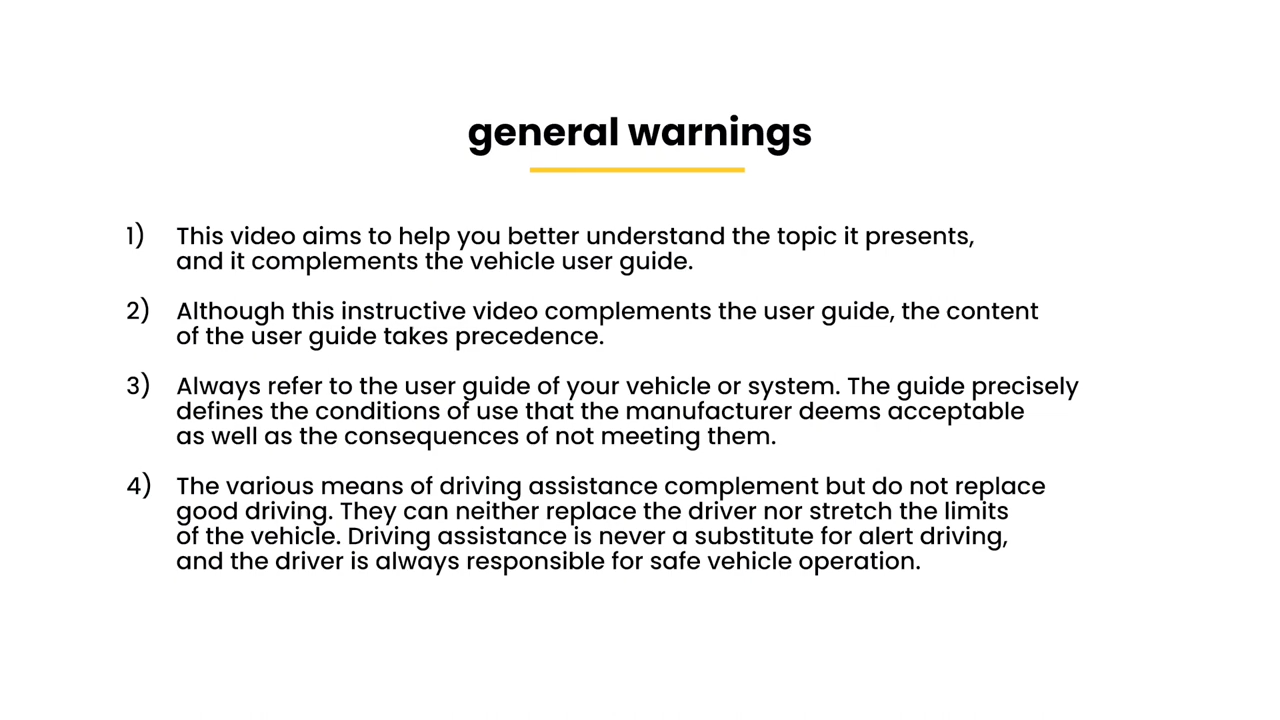 general warnings
1) This video aims to help you better understand the topic it presents,
and it complements the vehicle user guide.
2) Although this instructive video complements the user guide, the content
of the user guide takes precedence.
3) Always refer to the user guide of your vehicle or system. The guide precisely
defines the conditions of use that the manufacturer deems acceptable
as well as the consequences of not meeting them.
4) The various means of driving assistance complement but do not replace
good driving. They can neither replace the driver nor stretch the limits
of the vehicle. Driving assistance is never a substitute for alert driving,
and the driver is always responsible for safe vehicle operation.